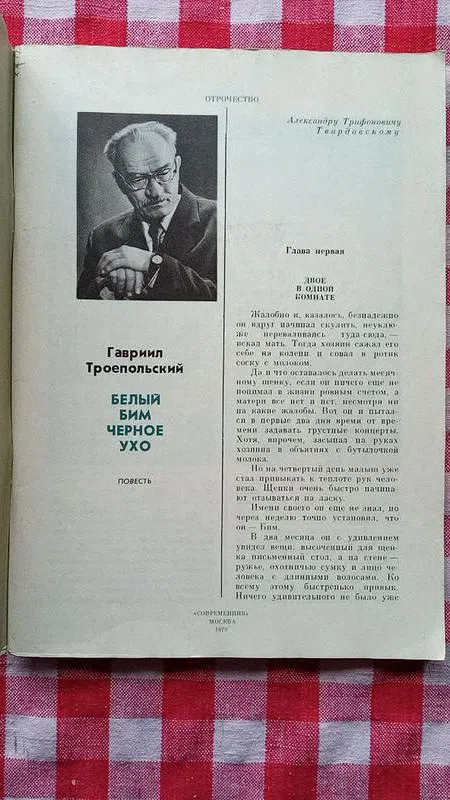 ОТРОЧЕСТВО
Гавриил
Троепольский
БЕЛЫЙ
БИМ
ЧЕРНОЕ
УХО
ПОВЕСТЬ
Александру Трифоновичу
Твардовскому
Глава первая
ДВОЕ
В ОДНОЙ
КОМНАТЕ
Жалобно и, казалось, безнадежно
он вдруг начинал скулить, неуклю-
же переваливаясь туда-сюда,—
искал мать. Тогда хозяин сажал его
себе на колени и совал в ротик
соску с молоком.
Да и что оставалось делать месяч-
ному щенку, если он ничего еще не
понимал в жизни ровным счетом, а
матери все нет и нет, несмотря ни
на какие жалобы. Вот он и пытал-
ся в первые два дня время от вре-
мени задавать грустные концерты.
Хотя, впрочем, засыпал на руках
хозяина в объятиях с бутылочкой
молока.
Но на четвертый день малыш уже
стал привыкать к теплоте рук чело-
века. Щенки очень быстро начина-
ют отзываться на ласку.
Имени своего он еще не знал, но
через неделю точно установил, что
он — Бим.
В два месяца он с удивлением
увидел вещи: высоченный для щен-
ка письменный стол, а на стене —
ружье, охотничью сумку и лицо че-
ловека с длинными волосами. Ко
всему этому быстренько привык.
Ничего удивительного не было уже
«СОВРЕМЕННИК»
МОСКВА
1979